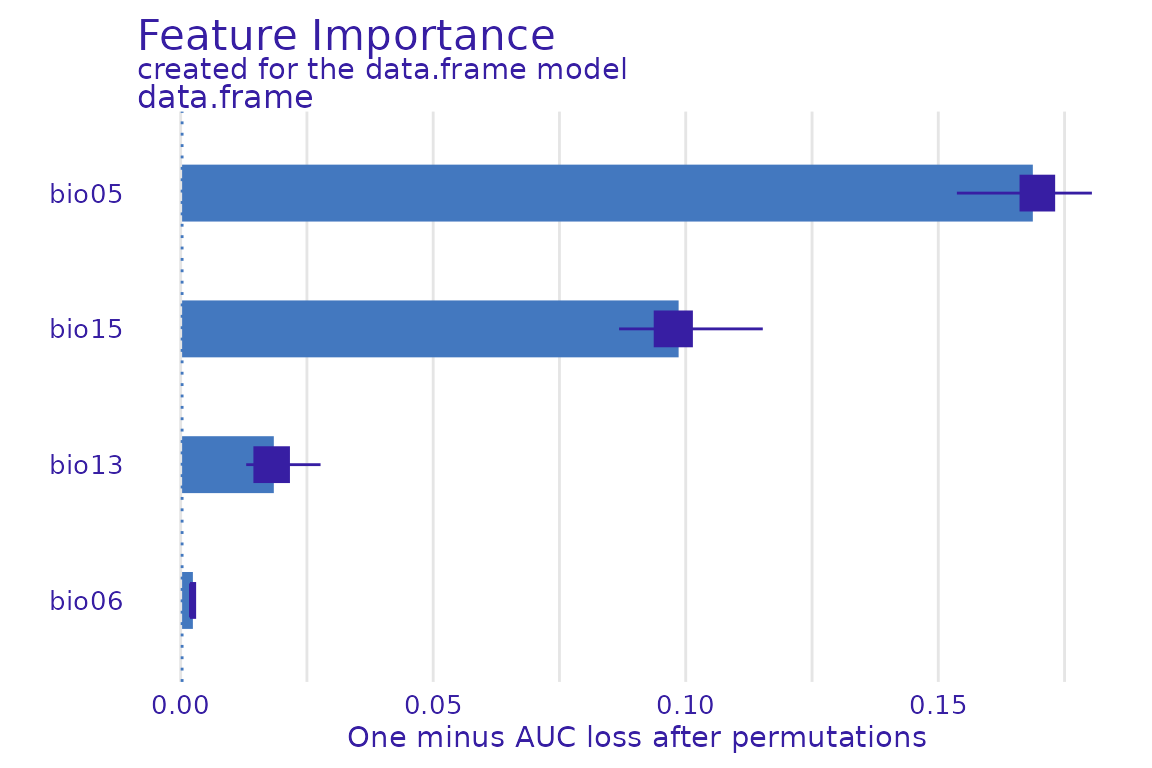 Feature Importance
created for the data.frame model
data.frame
bio05
bio15
bio13
bio06
0.00 0.05 0.10 0.15
One minus AUC loss after permutations